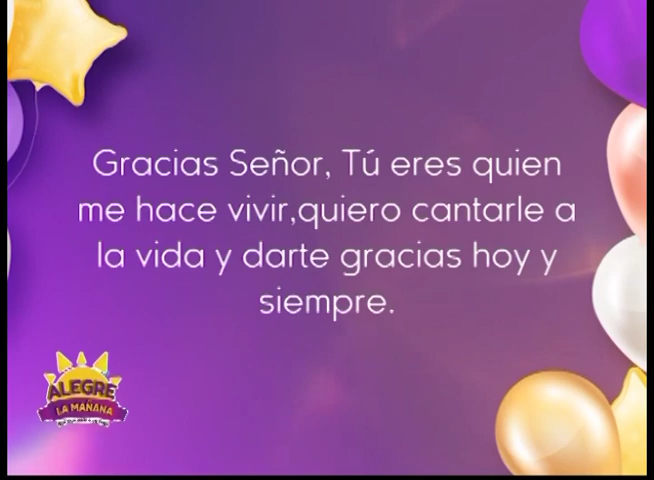 Gracias Señor, Tú eres quien
me hace vivir,quiero cantarle a
la vida y darte gracias hoy y
siempre.
ALEGRE
LA MAÑANA